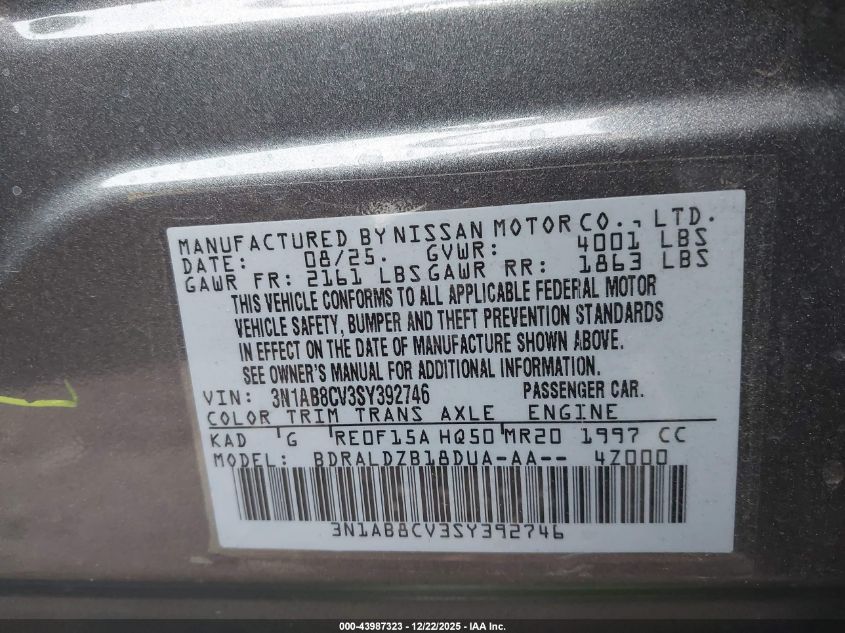 MANUFACTURED BY NISSAN MOTOR CO., LTD.
DATE: 08/25. GVWR: 4001 LBS
GAWR FR: 2161 LBS GAWR RR: 1863 LBS
THIS VEHICLE CONFORMS TO ALL APPLICABLE FEDERAL MOTOR
VEHICLE SAFETY, BUMPER AND THEFT PREVENTION STANDARDS
IN EFFECT ON THE DATE OF MANUFACTURE SHOWN ABOVE.
SEE OWNER'S MANUAL FOR ADDITIONAL INFORMATION.
VIN: 3N1AB8CV3SY392746 PASSENGER CAR.
COLOR TRIM TRANS AXLE ENGINE
KAD G RE0F15A HQ50 MR20 1997 CC
MODEL: BDRALDZB18DUA-AA-- 4Z000
3N1AB8CV3SY392746
000-43987323 - 12/22/2025 - IAA Inc.